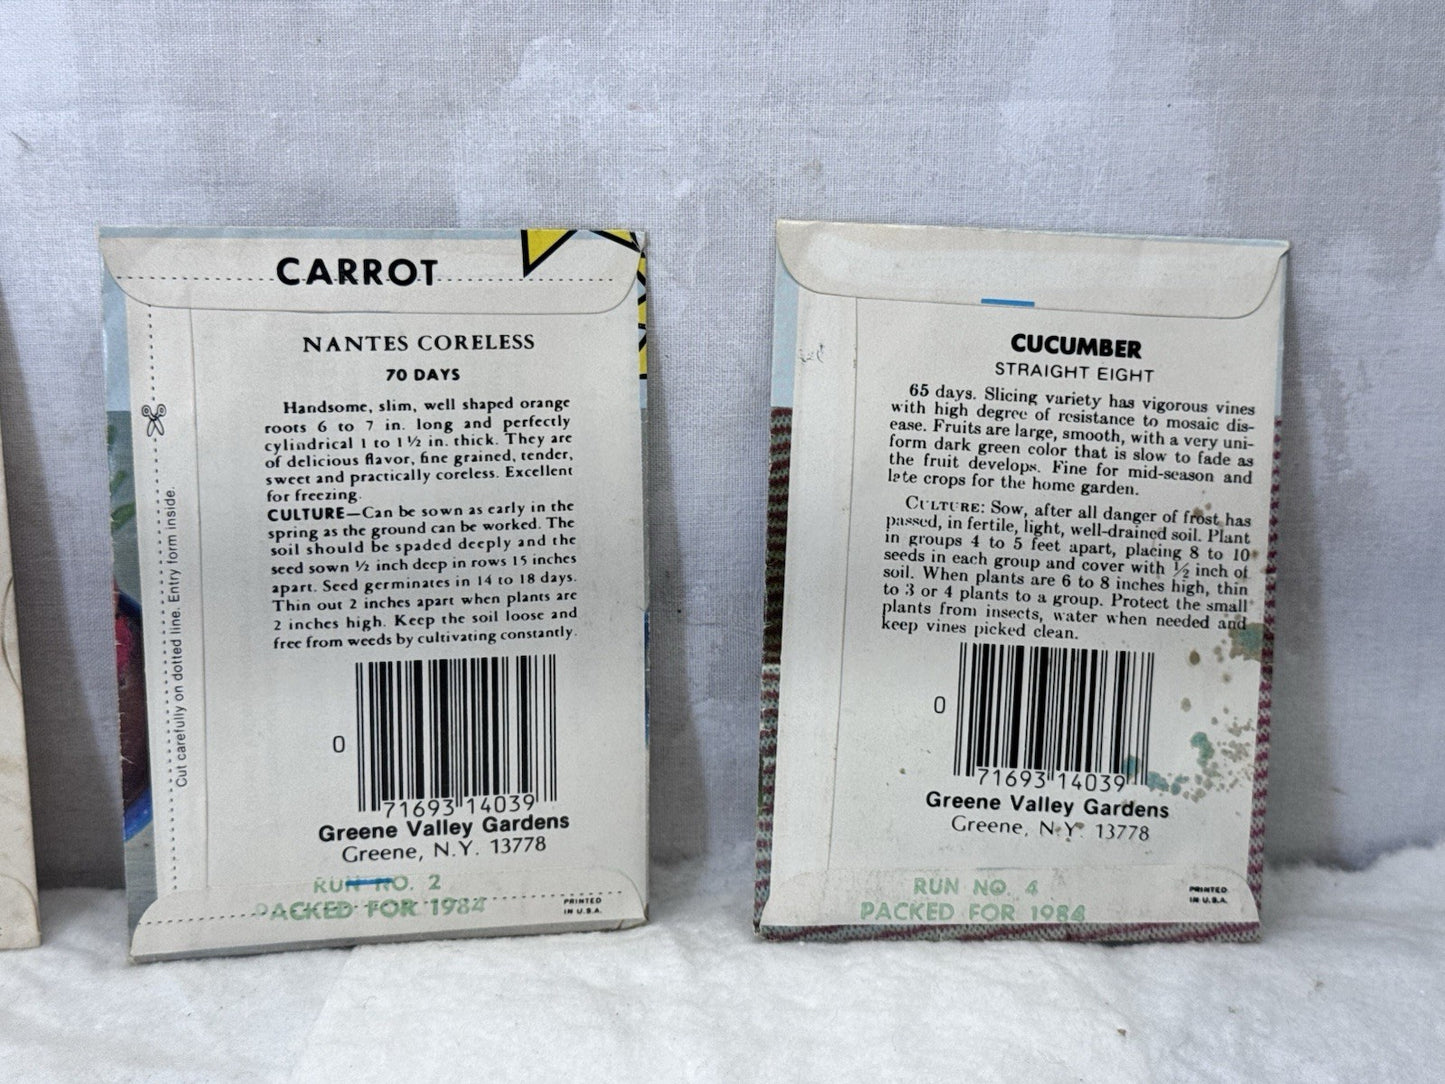 CARROT
NANTES CORELESS
70 DAYS
Handsome, slim, well shaped orange
roots 6 to 7 in. long and perfectly
cylindrical 1 to 1½ in. thick. They are
of delicious flavor, fine grained, tender,
sweet and practically coreless. Excellent
for freezing.
CULTURE—Can be sown as early in the
spring as the ground can be worked. The
soil should be spaded deeply and the
seed sown ½ inch deep in rows 15 inches
apart. Seed germinates in 14 to 18 days.
Thin out 2 inches apart when plants are
2 inches high. Keep the soil loose and
free from weeds by cultivating constantly.
Cut carefully on dotted line. Entry form inside.
0
71693 14039
Greene Valley Gardens
Greene, N.Y. 13778
RUN NO. 2
PACKED FOR 1984
PRINTED
IN U.S.A.
CUCUMBER
STRAIGHT EIGHT
65 days. Slicing variety has vigorous vines
with high degree of resistance to mosaic dis-
ease. Fruits are large, smooth, with a very uni-
form dark green color that is slow to fade as
the fruit develops. Fine for mid-season and
late crops for the home garden.
CULTURE: Sow, after all danger of frost has
passed, in fertile, light, well-drained soil. Plant
in groups 4 to 5 feet apart, placing 8 to 10
seeds in each group and cover with ½ inch of
soil. When plants are 6 to 8 inches high, thin
to 3 or 4 plants to a group. Protect the small
plants from insects, water when needed and
keep vines picked clean.
0
71693 14039
Greene Valley Gardens
Greene, N.Y. 13778
RUN NO. 4
PACKED FOR 1984
PRINTED
IN U.S.A.